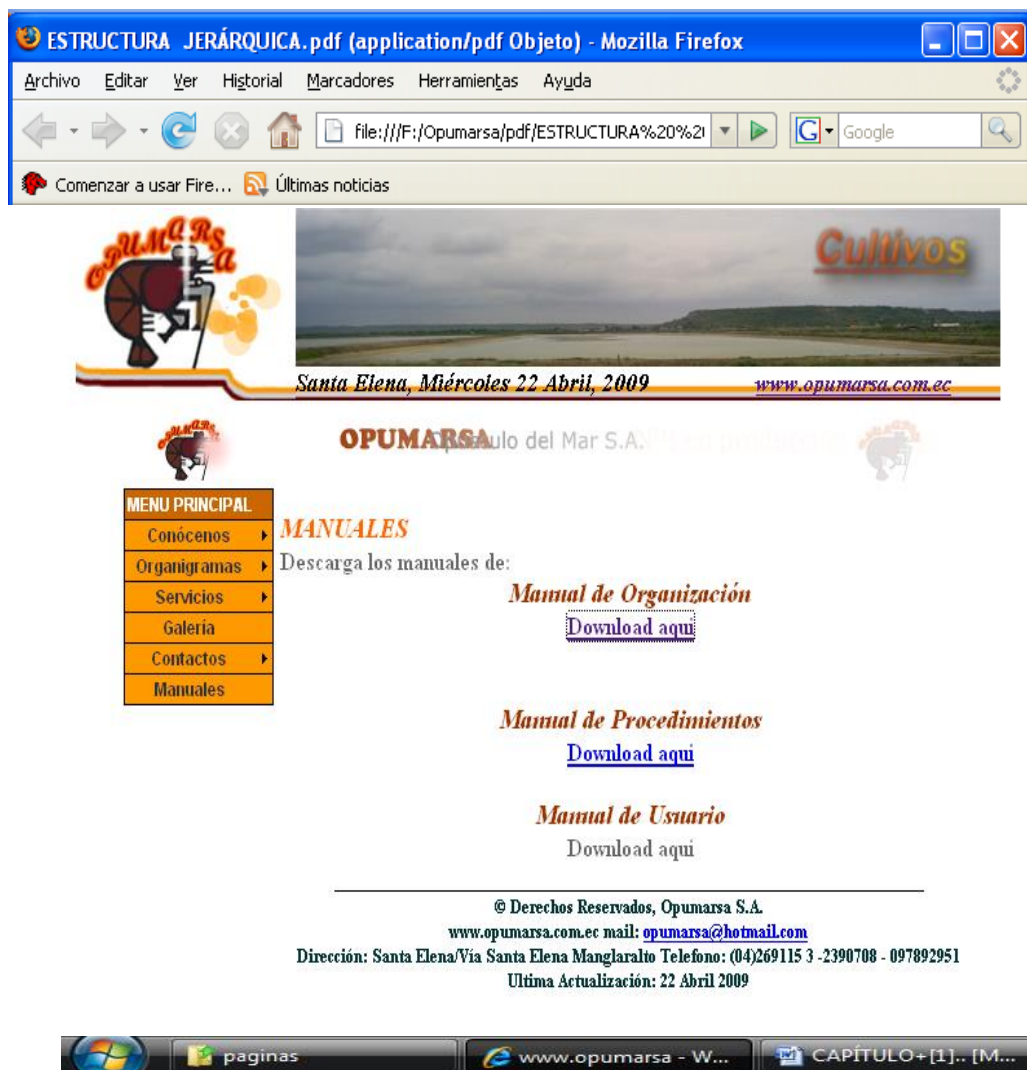 ESTRUCTURA JERÁRQUICA.pdf (application/pdf Objeto) - Mozilla Firefox
Archivo Editar Ver Historial Marcadores Herramientas Ayuda
file:///F:/Opumarsa/pdf/ESTRUCTURA%20%2 Google
Comenzar a usar Fire... Últimas noticias
OPUMARSA
Cultivos
Santa Elena, Miércoles 22 Abril, 2009 www.opumarsa.com.ec
OPUMARSA
OPUMARSA del Mar S.A.
MENU PRINCIPAL
Conócenos
Organigramas
Servicios
Galería
Contactos
Manuales
MANUALES
Descarga los manuales de:
Manual de Organización
Download aqui
Manual de Procedimientos
Download aqui
Manual de Usuario
Download aqui
© Derechos Reservados, Opumarsa S.A.
www.opumarsa.com.ec mail: opumarsa@hotmail.com
Dirección: Santa Elena/Vía Santa Elena Manglaralto Telefono: (04)269115 3 -2390708 - 097892951
Ultima Actualización: 22 Abril 2009
paginas www.opumarsa - W... CAPÍTULO+[1].. [M...